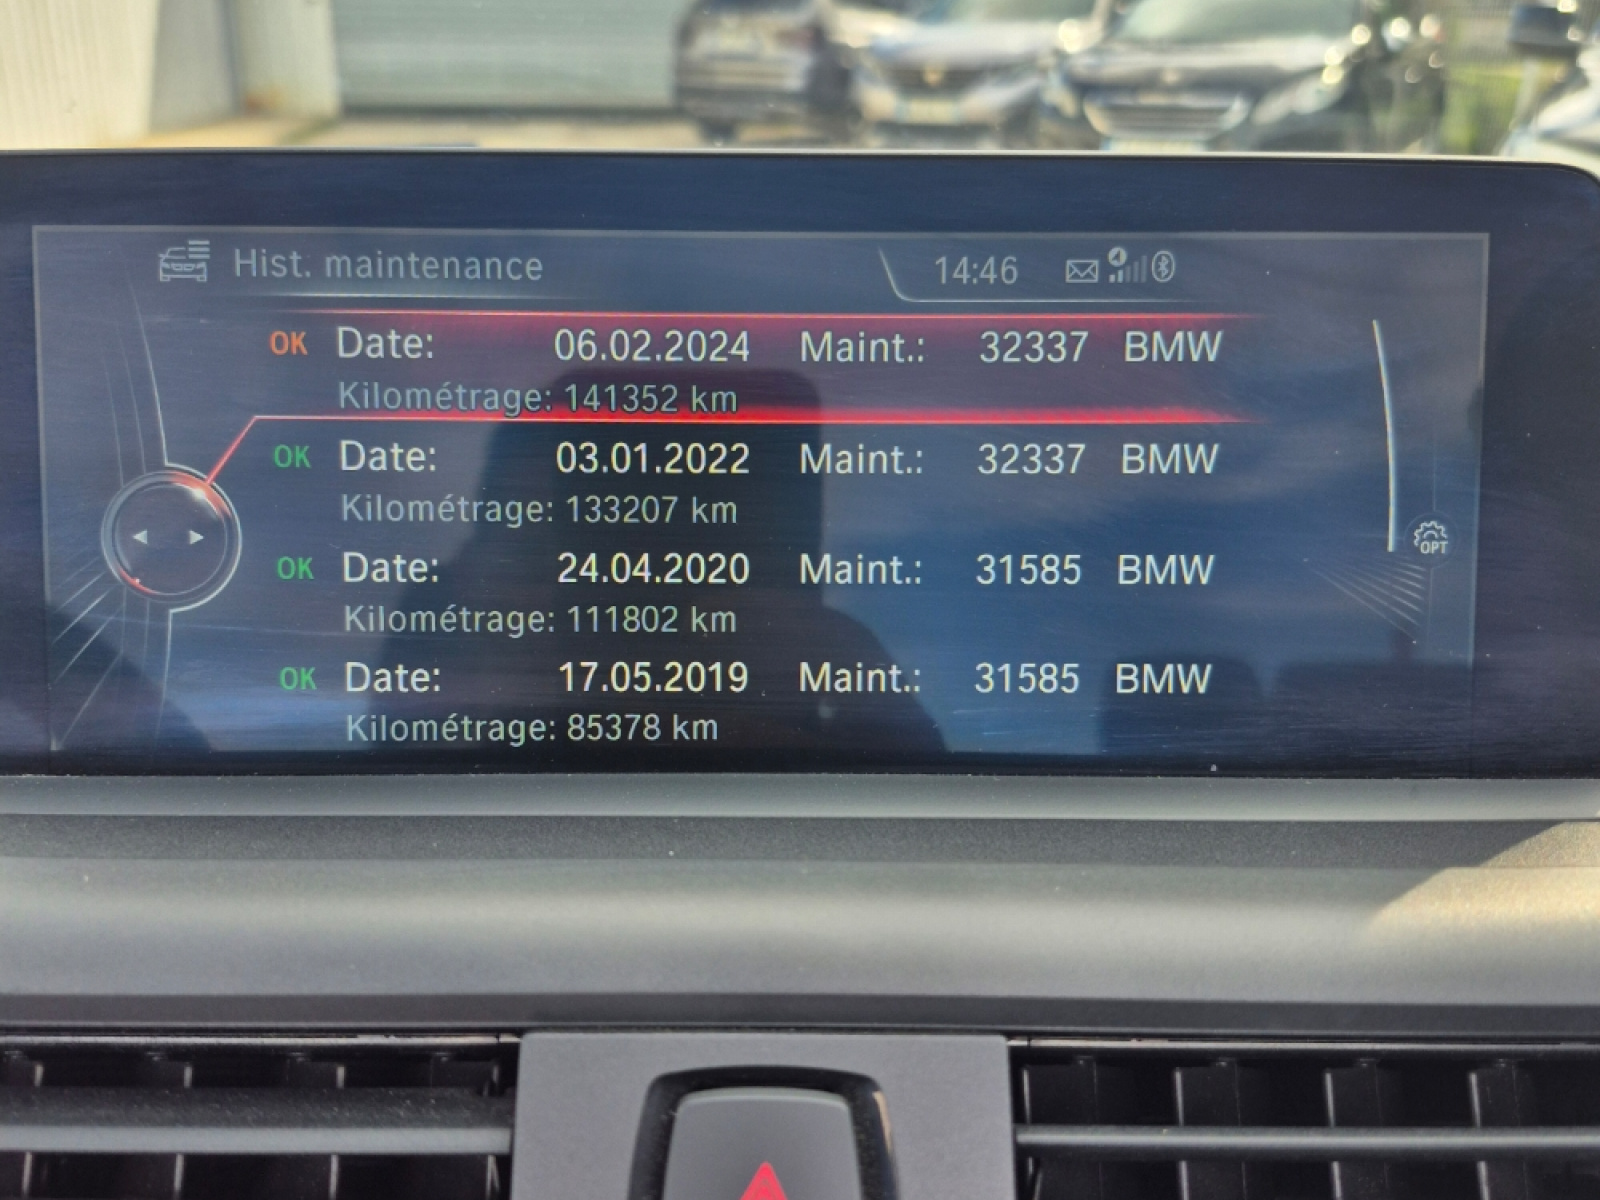 Hist. maintenance 14:46
OK Date: 06.02.2024 Maint.: 32337 BMW
Kilométrage: 141352 km
OK Date: 03.01.2022 Maint.: 32337 BMW
Kilométrage: 133207 km
OK Date: 24.04.2020 Maint.: 31585 BMW
Kilométrage: 111802 km
OPT
OK Date: 17.05.2019 Maint.: 31585 BMW
Kilométrage: 85378 km